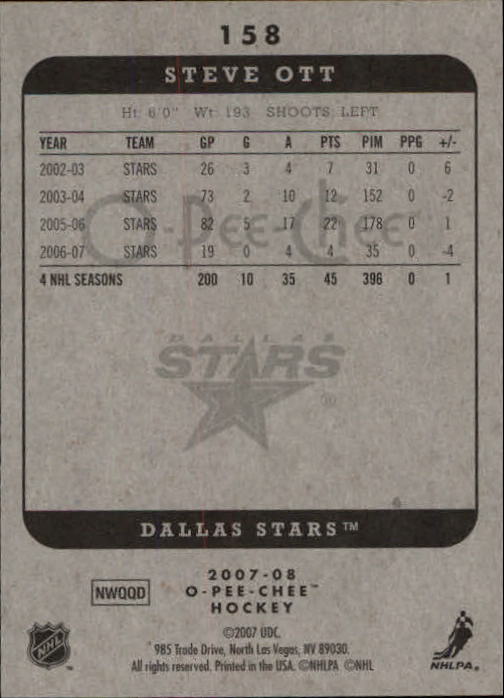 158
STEVE OTT
Ht: 6'0" Wt: 193 SHOOTS: LEFT
YEAR TEAM GP G A PTS PIM PPG +/-
2002-03 STARS 26 3 4 7 31 0 6
2003-04 STARS 73 2 10 12 152 0 -2
2005-06 STARS 82 5 17 22 178 0 1
2006-07 STARS 19 0 4 4 35 0 -4
4 NHL SEASONS 200 10 35 45 396 0 1
O-Pee-Chee
DALLAS
STARS
DALLAS STARS™
2007-08
NWQQD O-PEE-CHEE™
HOCKEY
©2007 UDC.
985 Trade Drive, North Las Vegas, NV 89030.
All rights reserved. Printed in the USA. ©NHLPA ©NHL
NHL
NHLPA